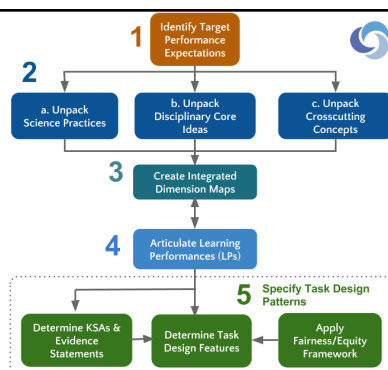 1
Identify Target
Performance
Expectations
2
a. Unpack
Science Practices
b. Unpack
Disciplinary Core
Ideas
c. Unpack
Crosscutting
Concepts
3
Create Integrated
Dimension Maps
4
Articulate Learning
Performances (LPs)
5
Specify Task Design
Patterns
Determine KSAs &
Evidence
Statements
Determine Task
Design Features
Apply
Fairness/Equity
Framework